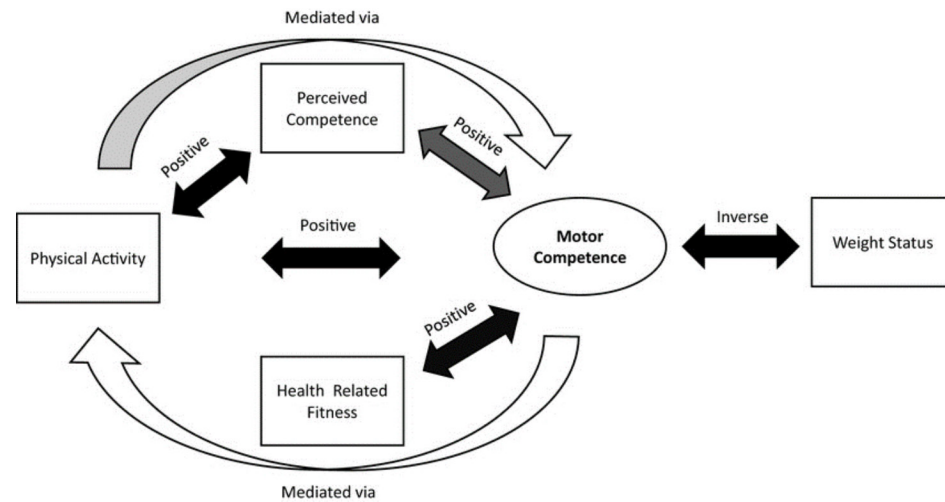 Mediated via
Perceived
Competence
Positive
Positive
Physical Activity
Positive
Motor
Competence
Inverse
Weight Status
Positive
Health Related
Fitness
Mediated via